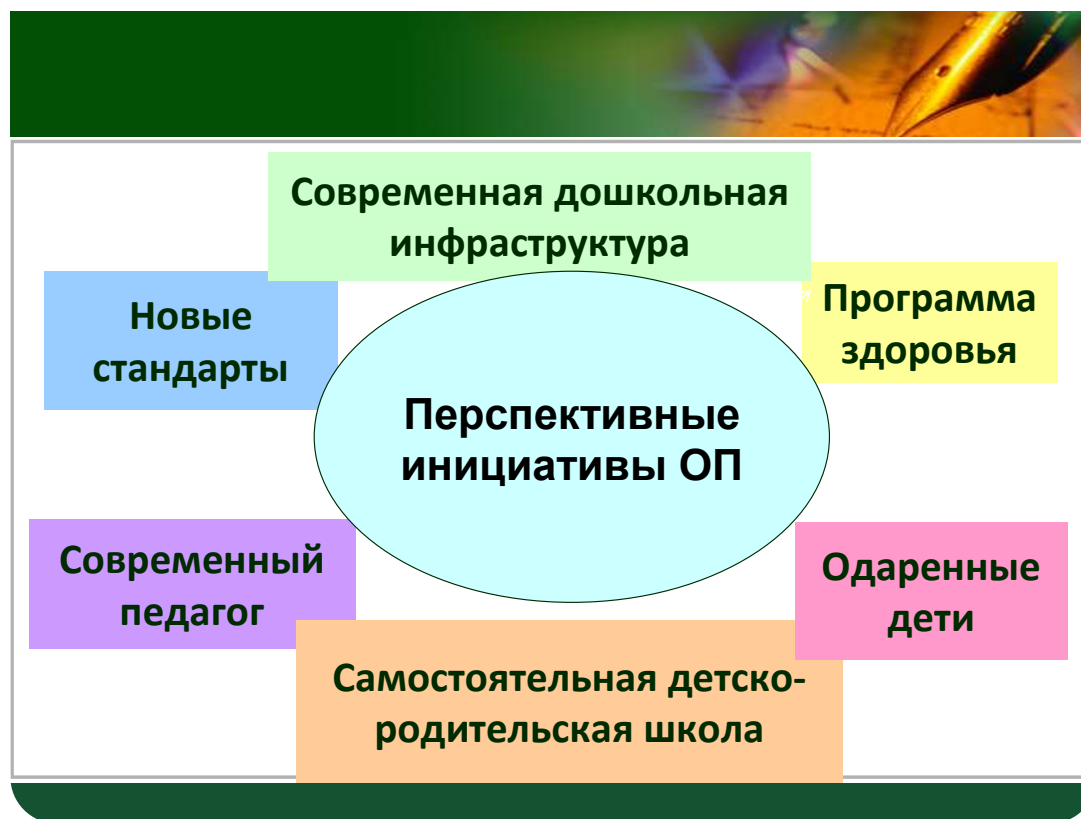 Современная дошкольная
инфраструктура
Новые
стандарты
Программа
здоровья
Перспективные
инициативы ОП
Современный
педагог
Одаренные
дети
Самостоятельная детско-
родительская школа